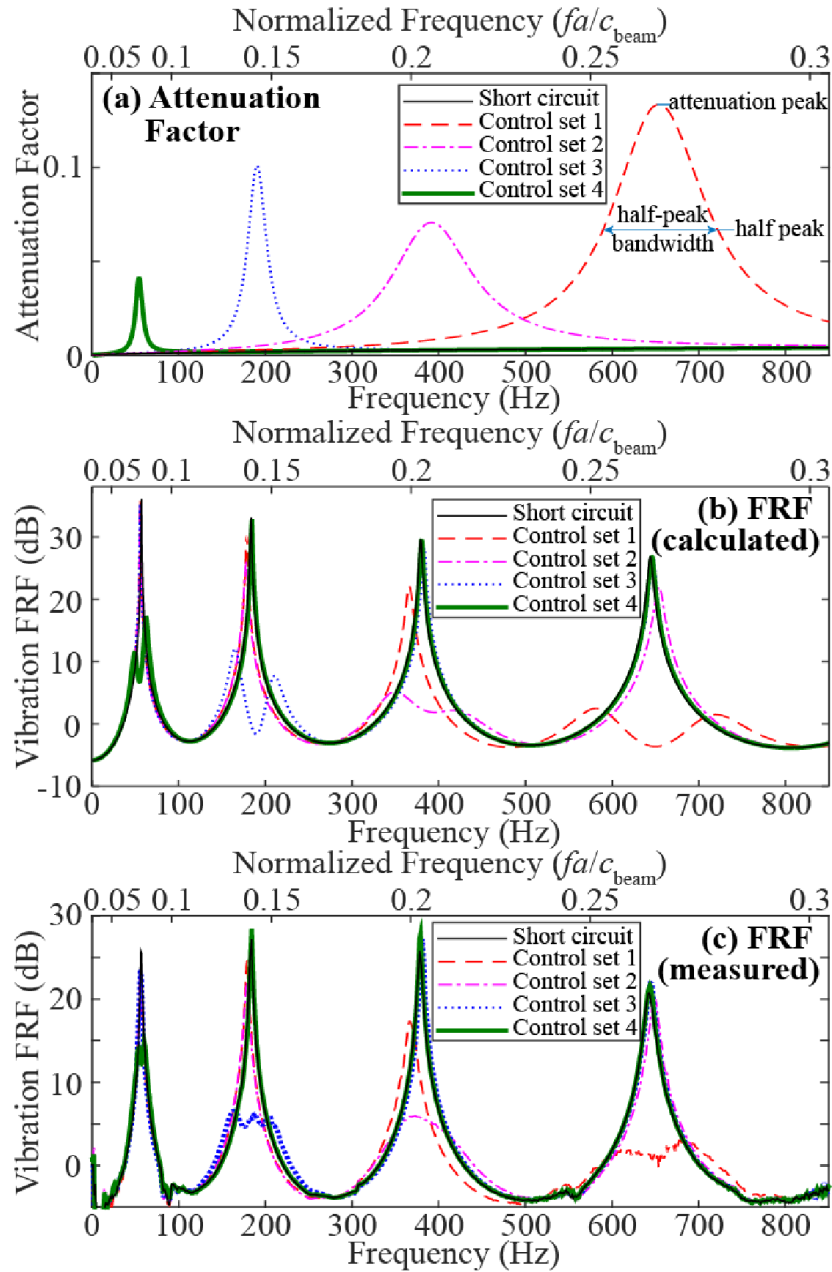 Normalized Frequency (fa/c_beam)
0.05 0.1 0.15 0.2 0.25 0.3
(a) Attenuation
Factor
Short circuit
Control set 1
Control set 2
Control set 3
Control set 4
attenuation peak
half-peak
bandwidth
half peak
Attenuation Factor
0.1
0
0 100 200 300 400 500 600 700 800
Frequency (Hz)
Normalized Frequency (fa/c_beam)
0.05 0.1 0.15 0.2 0.25 0.3
(b) FRF
(calculated)
Short circuit
Control set 1
Control set 2
Control set 3
Control set 4
Vibration FRF (dB)
30
20
10
0
-10
0 100 200 300 400 500 600 700 800
Frequency (Hz)
Normalized Frequency (fa/c_beam)
0.05 0.1 0.15 0.2 0.25 0.3
(c) FRF
(measured)
Short circuit
Control set 1
Control set 2
Control set 3
Control set 4
Vibration FRF (dB)
30
20
10
0
0 100 200 300 400 500 600 700 800
Frequency (Hz)